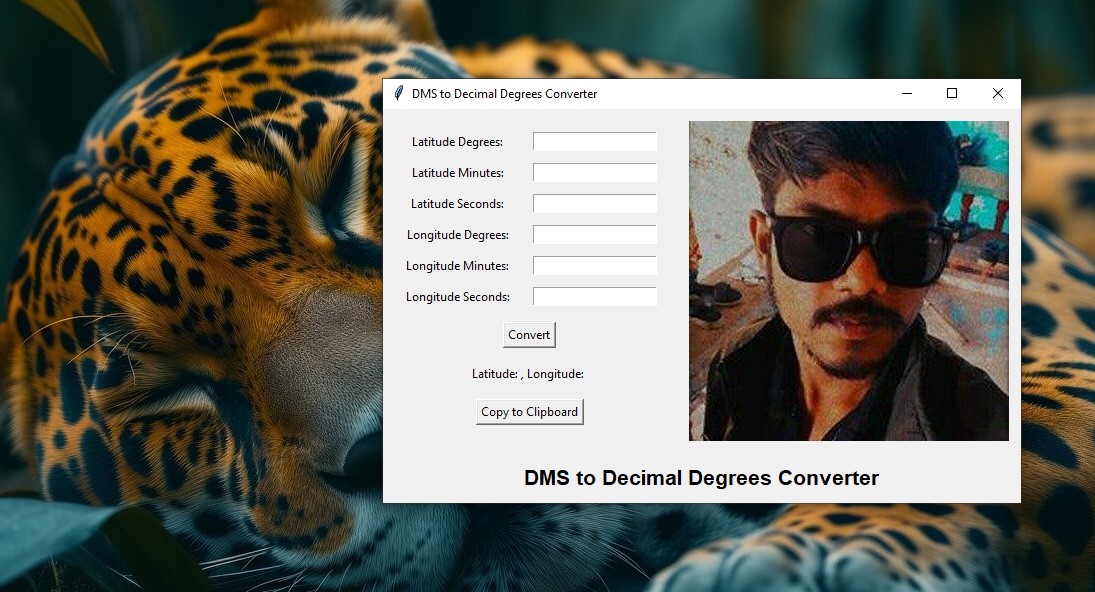 DMS to Decimal Degrees Converter
Latitude Degrees:
Latitude Minutes:
Latitude Seconds:
Longitude Degrees:
Longitude Minutes:
Longitude Seconds:
Convert
Latitude: , Longitude:
Copy to Clipboard
DMS to Decimal Degrees Converter